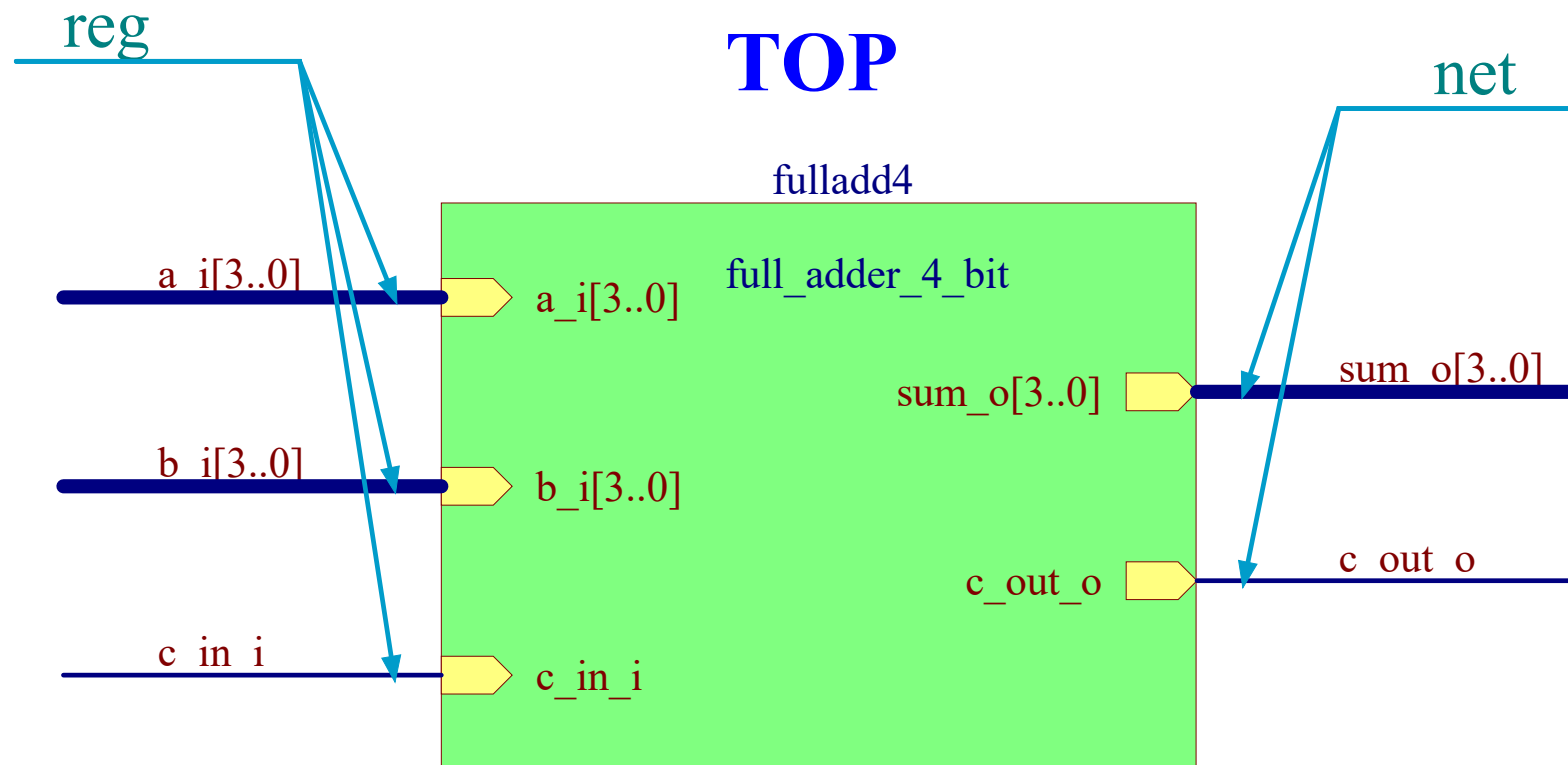 reg
TOP
net
fulladd4
a_i[3..0]
a_i[3..0]
full_adder_4_bit
sum_o[3..0]
sum_o[3..0]
b_i[3..0]
b_i[3..0]
c_out_o
c_out_o
c_in_i
c_in_i